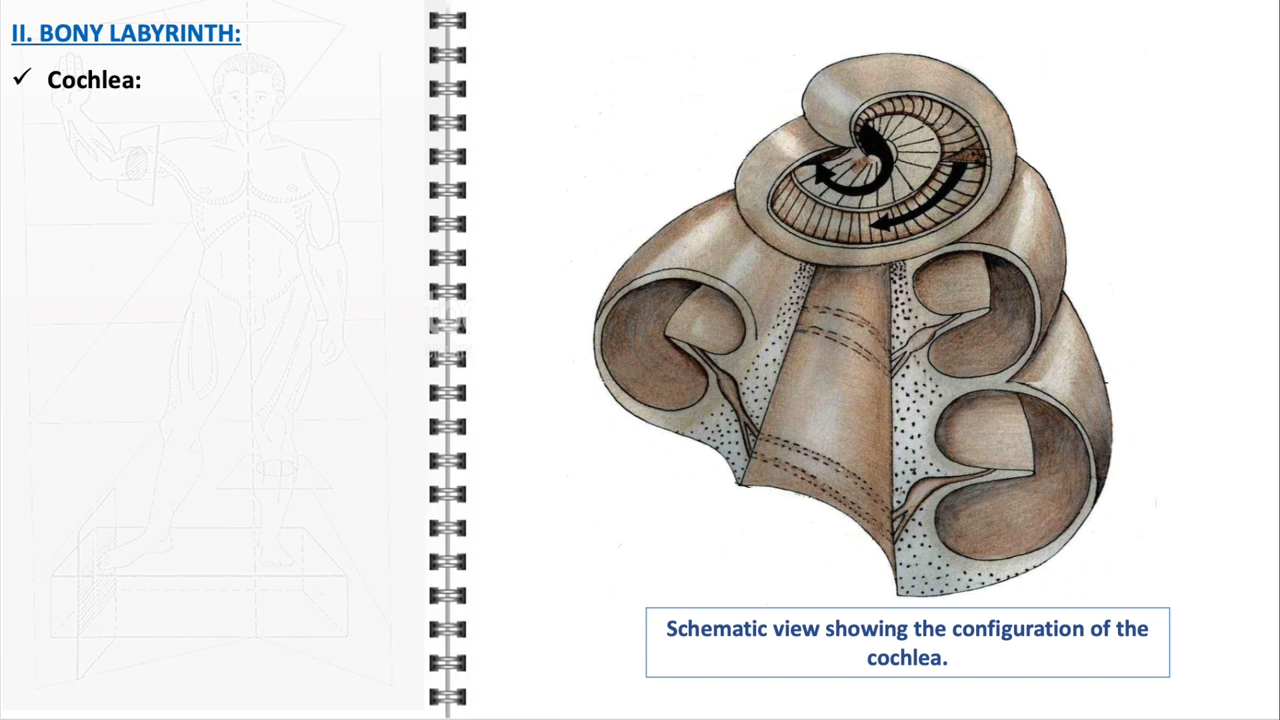 II. BONY LABYRINTH:
✓ Cochlea:
Schematic view showing the configuration of the
cochlea.